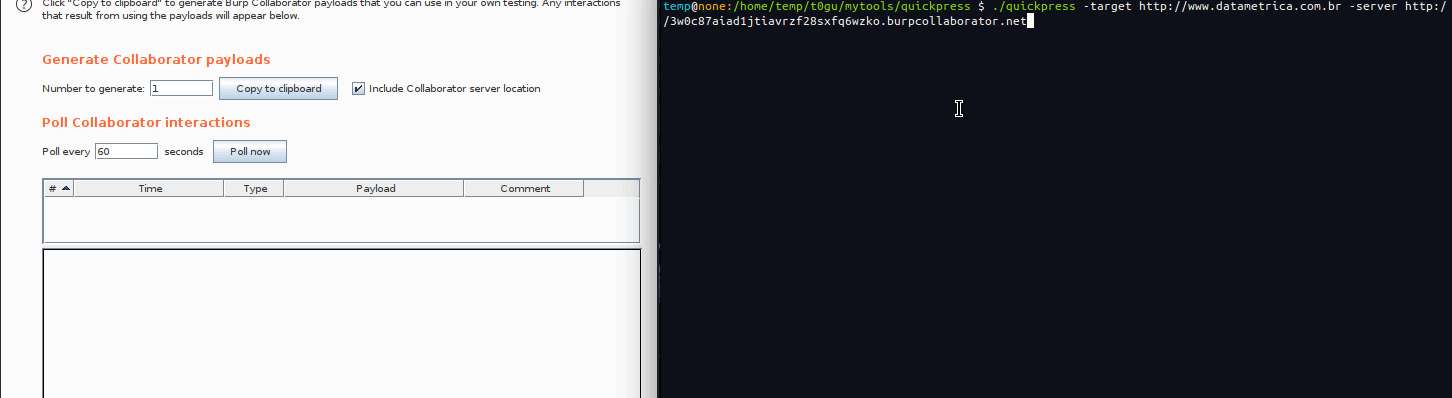 ? Click "Copy to clipboard" to generate Burp Collaborator payloads that you can use in your own testing. Any interactions
that result from using the payloads will appear below.
Generate Collaborator payloads
Number to generate: 1 Copy to clipboard Include Collaborator server location
Poll Collaborator interactions
Poll every 60 seconds Poll now
# Time Type Payload Comment
temp@none:/home/temp/t0gu/mytools/quickpress $ ./quickpress -target http://www.datametrica.com.br -server http:/
/3w0c87aiad1jtiavrzf28sxfq6wzko.burpcollaborator.net